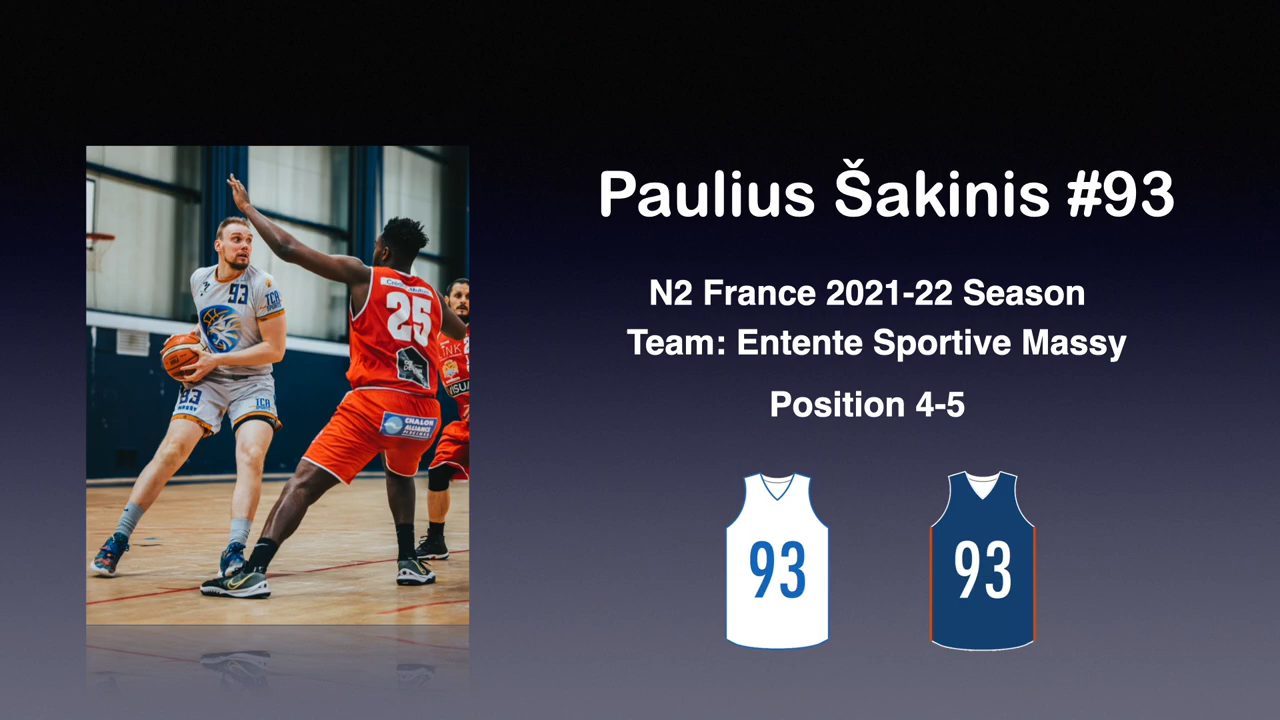 Paulius Šakinis #93
N2 France 2021-22 Season
Team: Entente Sportive Massy
Position 4-5
93
93
93
TCA
25
93
MASSY
TCA
CHALON
ALLIANCE